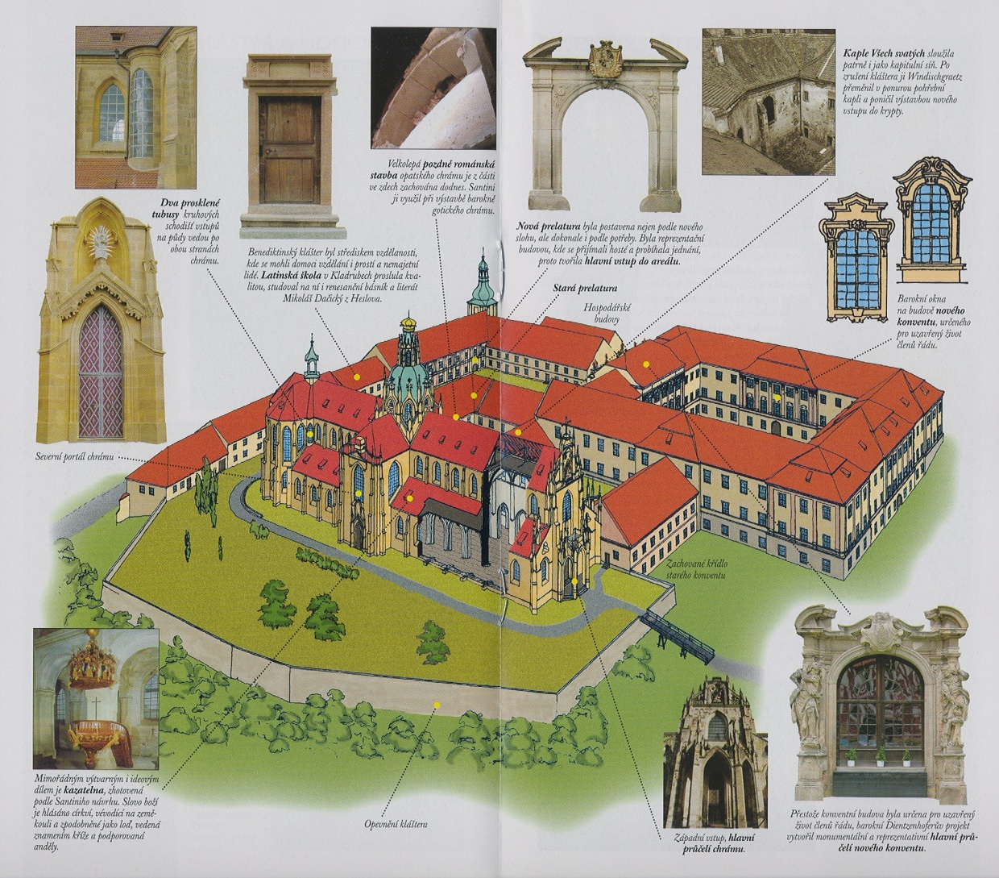 Kaple Všech svatých sloužila
patrně i jako kapitulní síň. Po
zrušení kláštera ji Windischgraetz
přeměnil v ponurou pohřební
kapli a poničil výstavbou nového
vstupu do krypty.
Velkolepá pozdně románská
stavba opatského chrámu je z části
ve zdech zachována dodnes. Santini
ji využil při výstavbě barokně
gotického chrámu.
Dva prosklené
tubusy kruhových
schodišť vstupů
na půdy vedou po
obou stranách
chrámu.
Nová prelatura byla postavena nejen podle nového
slohu, ale dokonale i podle potřeby. Byla reprezentační
budovou, kde se přijímali hosté a probíhala jednání,
proto tvořila hlavní vstup do areálu.
Benediktinský klášter byl střediskem vzdělanosti,
kde se mohli domoci vzdělání i prostí a nemajetní
lidé. Latinská škola v Kladrubech proslula kva-
litou, studoval na ní i renesanční básník a literát
Mikoláš Dačický z Heslova.
Stará prelatura
Hospodářské
budovy
Barokní okna
na budově nového
konventu, určeného
pro uzavřený život
členů řádu.
Severní portál chrámu
Zachované křídlo
starého konventu
Mimořádným výtvarným i ideovým
dílem je kazatelna, zhotovená
podle Santiniho návrhu. Slovo boží
je hlásáno církví, vévodící na země-
kouli a zpodobněné jako loď, vedená
znamením kříže a podporovaná
anděly.
Opevnění kláštera
Západní vstup, hlavní
průčelí chrámu.
Přestože konventní budova byla určena pro uzavřený
život členů řádu, barokní Dientzenhoferův projekt
vytvořil monumentální a reprezentativní hlavní prů-
čelí nového konventu.